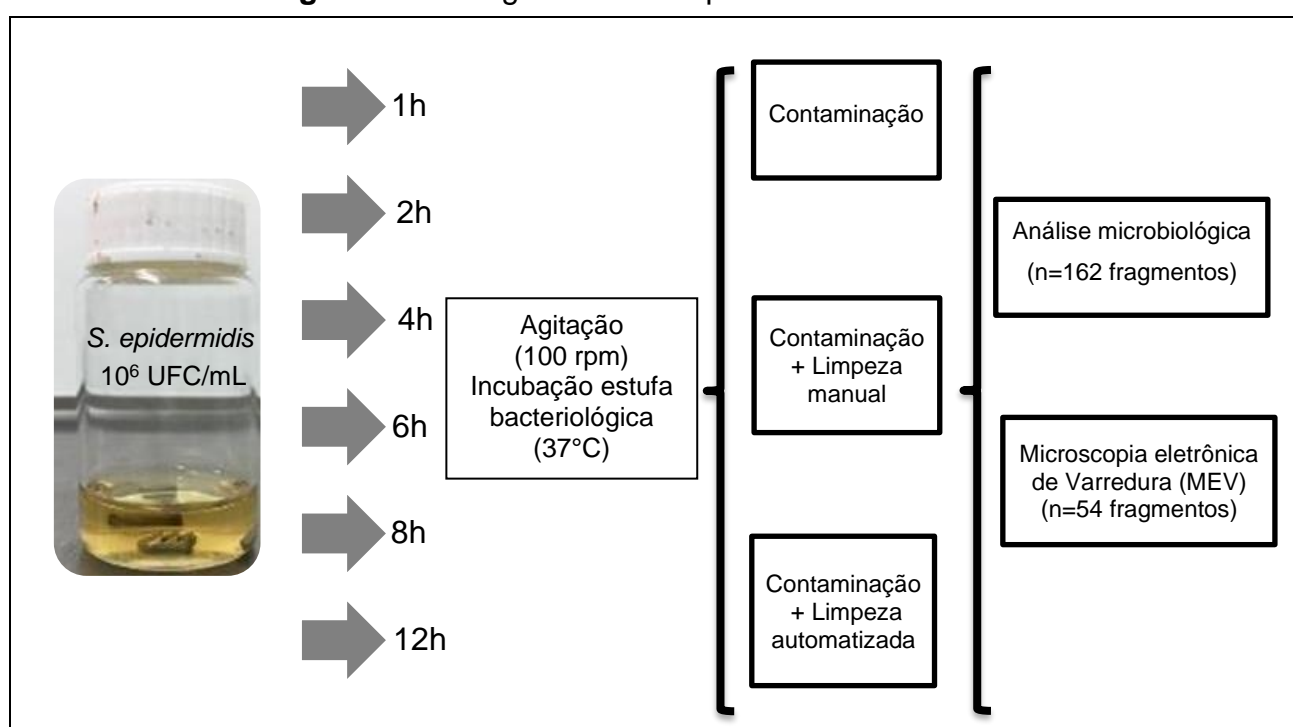 S. epidermidis
10⁶ UFC/mL
1h
2h
4h
6h
8h
12h
Agitação
(100 rpm)
Incubação estufa
bacteriológica
(37°C)
Contaminação
Contaminação
+ Limpeza
manual
Contaminação
+ Limpeza
automatizada
Análise microbiológica
(n=162 fragmentos)
Microscopia eletrônica
de Varredura (MEV)
(n=54 fragmentos)